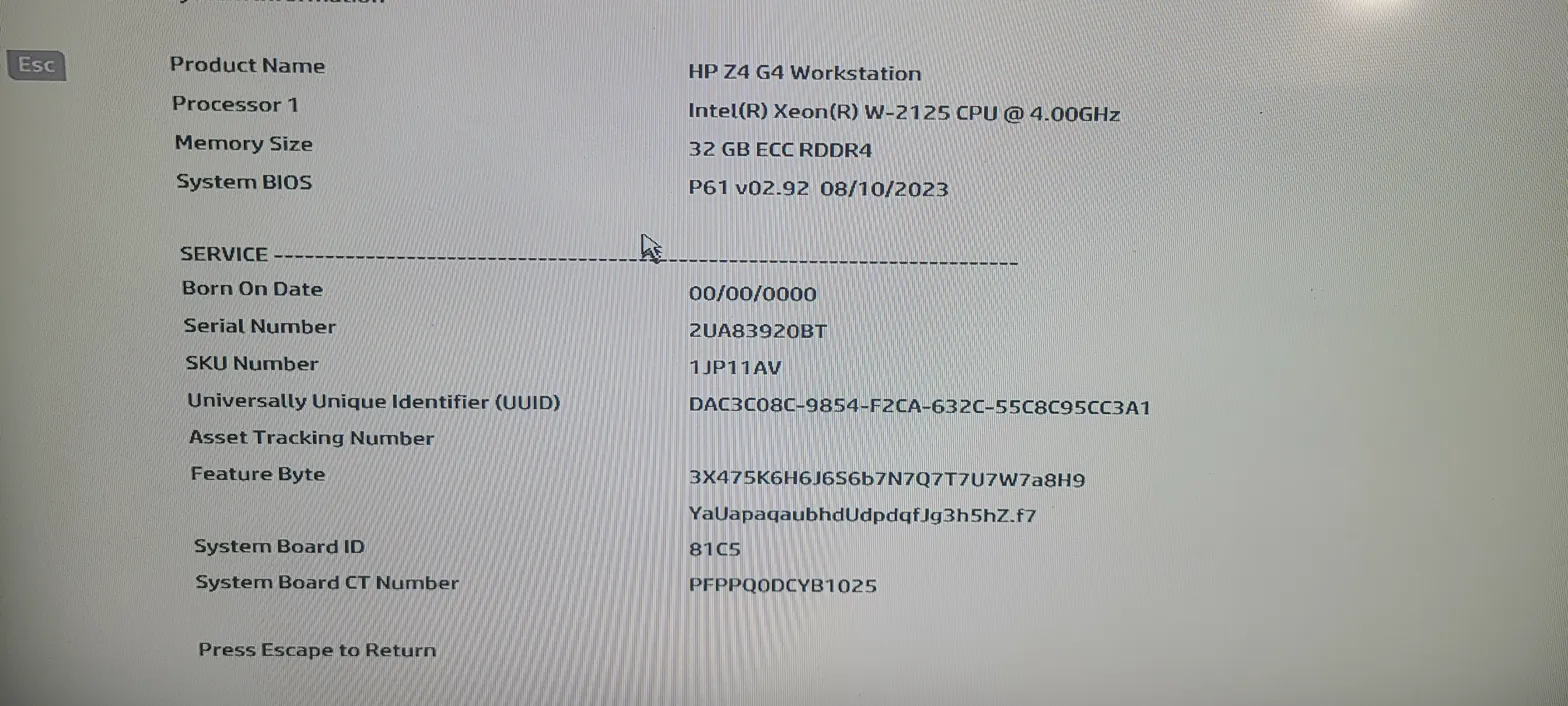 Esc
Product Name HP Z4 G4 Workstation
Processor 1 Intel(R) Xeon(R) W-2125 CPU @ 4.00GHz
Memory Size 32 GB ECC RDDR4
System BIOS P61 v02.92 08/10/2023
SERVICE --------------------------------------------------------------------------
Born On Date 00/00/0000
Serial Number 2UA83920BT
SKU Number 1JP11AV
Universally Unique Identifier (UUID) DAC3C08C-9854-F2CA-632C-55C8C95CC3A1
Asset Tracking Number
Feature Byte 3X475K6H6J6S6b7N7Q7T7U7W7a8H9
YaUapaqaubhdUdpdqfJg3h5hZ.f7
System Board ID 81C5
System Board CT Number PFPPQ0DCYB1025
Press Escape to Return